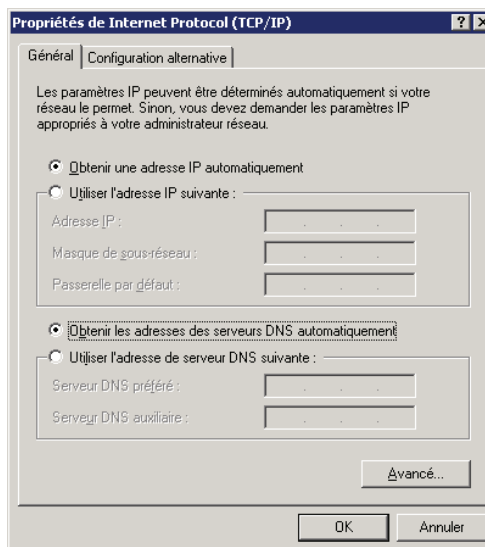 Propriétés de Internet Protocol (TCP/IP)
Général
Configuration alternative
Les paramètres IP peuvent être déterminés automatiquement si votre
réseau le permet. Sinon, vous devez demander les paramètres IP
appropriés à votre administrateur réseau.
Obtenir une adresse IP automatiquement
Utiliser l'adresse IP suivante :
Adresse IP :
Masque de sous-réseau :
Passerelle par défaut :
Obtenir les adresses des serveurs DNS automatiquement
Utiliser l'adresse de serveur DNS suivante :
Serveur DNS préféré :
Serveur DNS auxiliaire :
Avancé...
OK
Annuler